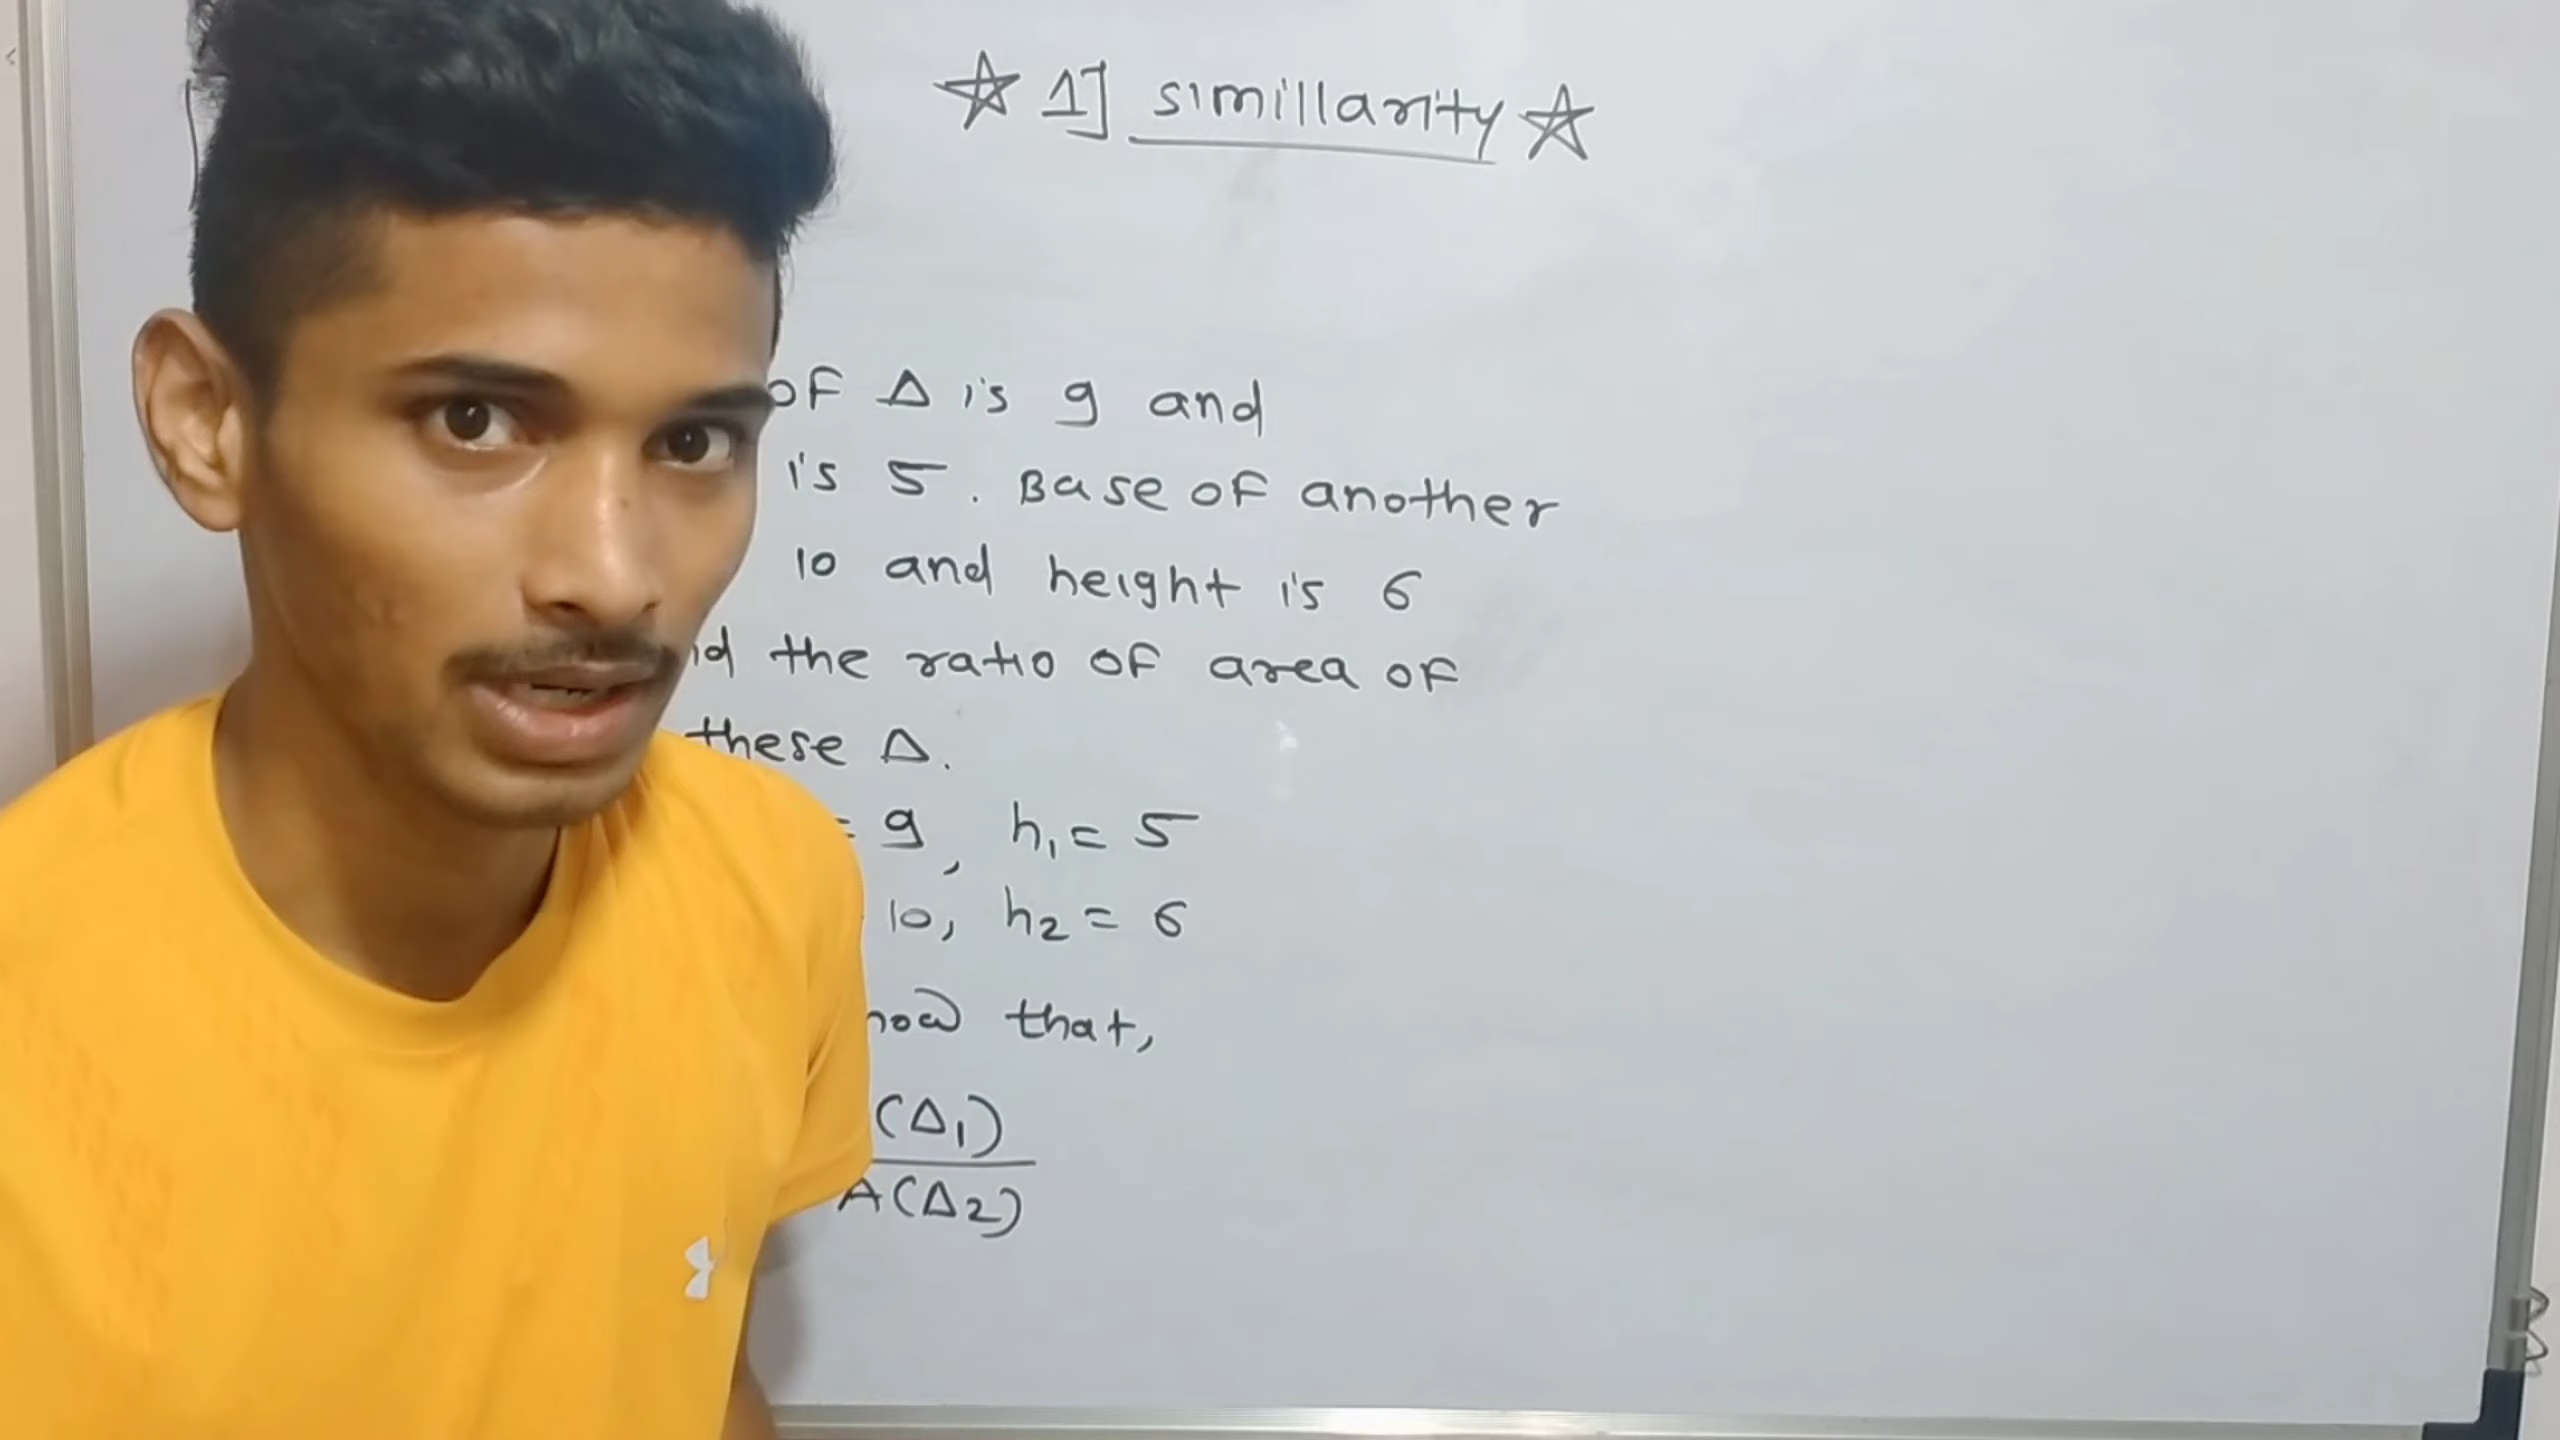 ☆ 1] simillarity ☆
of Δ is 9 and
is 5. Base of another
10 and height is 6
the ratio of area of
these Δ.
= 9, h₁ = 5
10, h₂ = 6
that,
(Δ₁)
A(Δ₂)